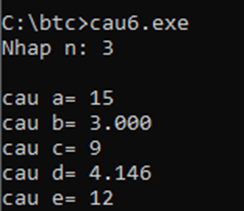 C:\btc>cau6.exe
Nhap n: 3
cau a= 15
cau b= 3.000
cau c= 9
cau d= 4.146
cau e= 12